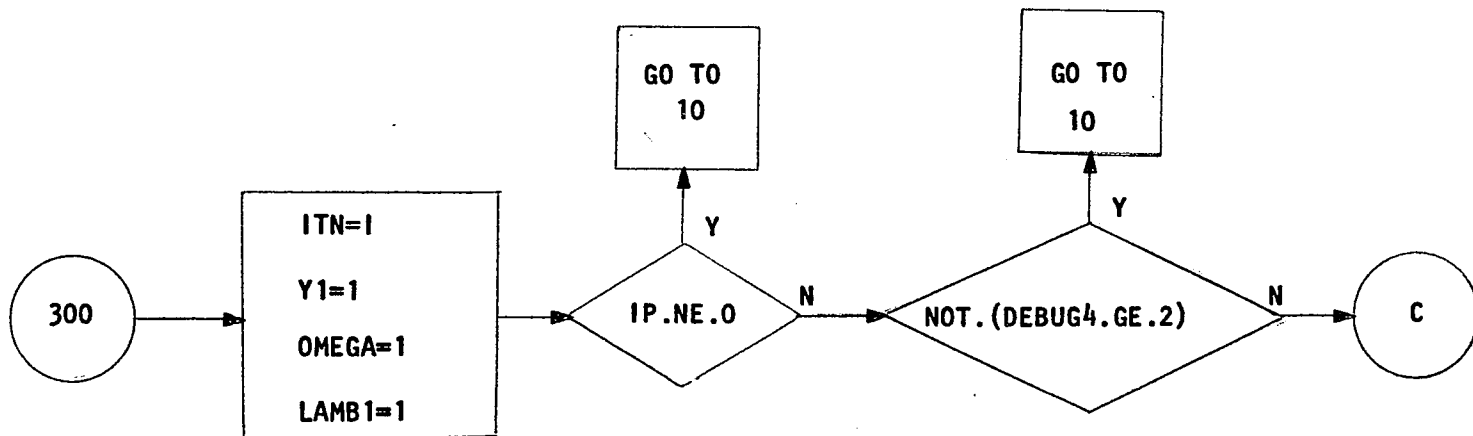 GO TO
10
GO TO
10
Y
Y
300
ITN=I
Y1=1
OMEGA=1
LAMB1=1
IP.NE.0
N
NOT.(DEBUG4.GE.2)
N
C